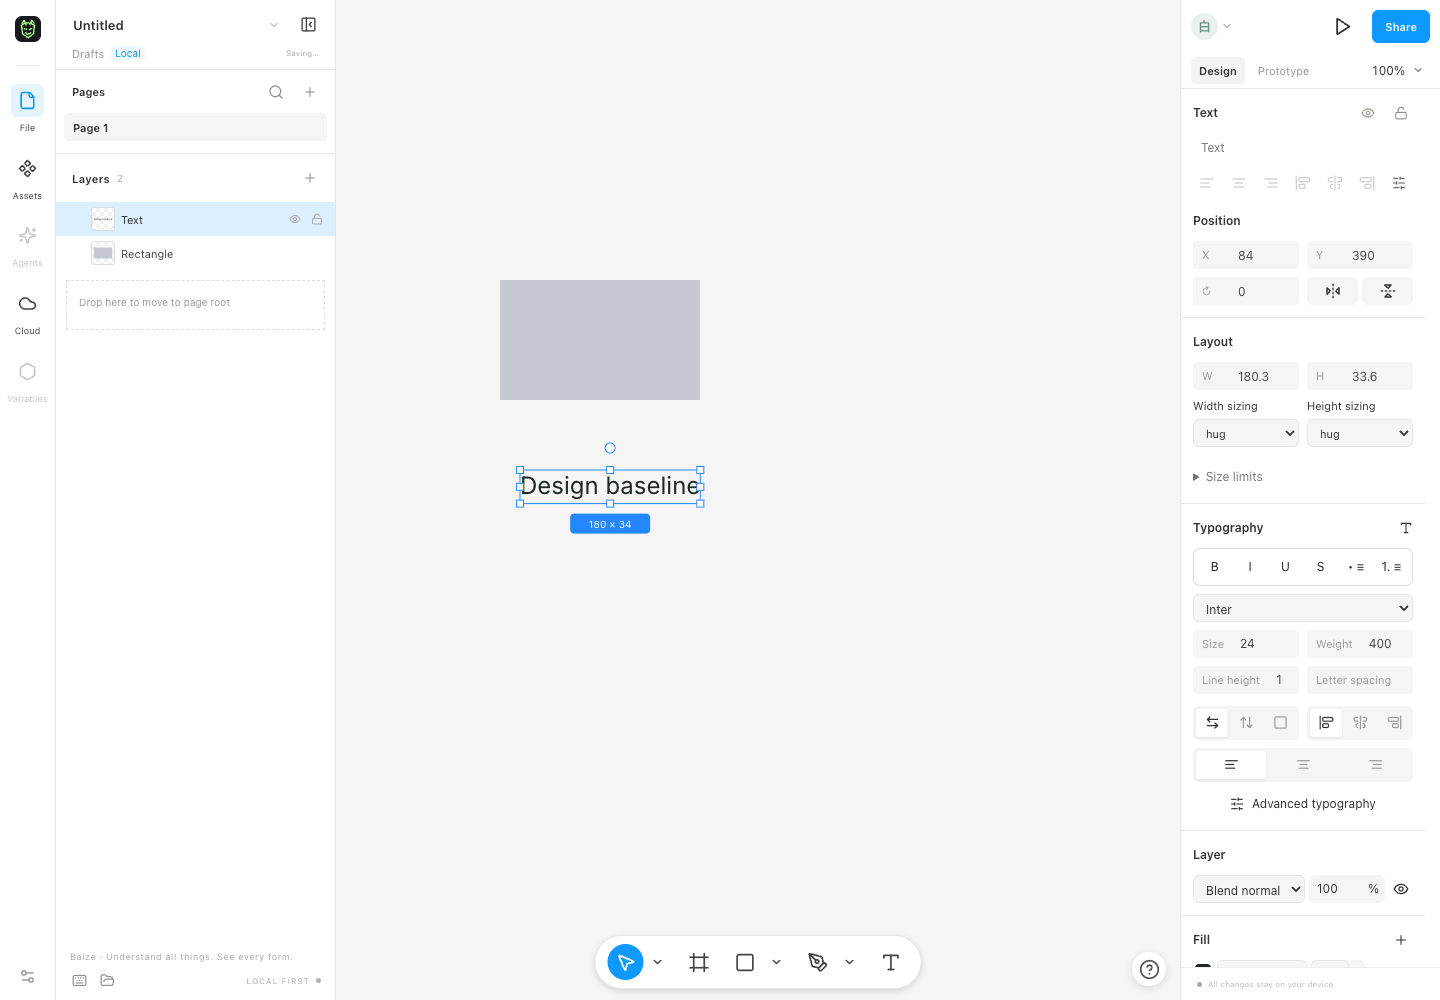 Untitled
Drafts Local Saving...
File
Assets
Agents
Cloud
Variables
Pages
Page 1
Layers 2
Text
Rectangle
Drop here to move to page root
Baize · Understand all things. See every form.
LOCAL FIRST
Design baseline
180 × 34
白
Share
Design Prototype 100%
Text
Text
Position
X 84 Y 390
0
Layout
W 180.3 H 33.6
Width sizing Height sizing
hug hug
Size limits
Typography
B I U S • ≡ 1. ≡
Inter
Size 24 Weight 400
Line height 1 Letter spacing
Advanced typography
Layer
Blend normal 100 %
Fill
All changes stay on your device.